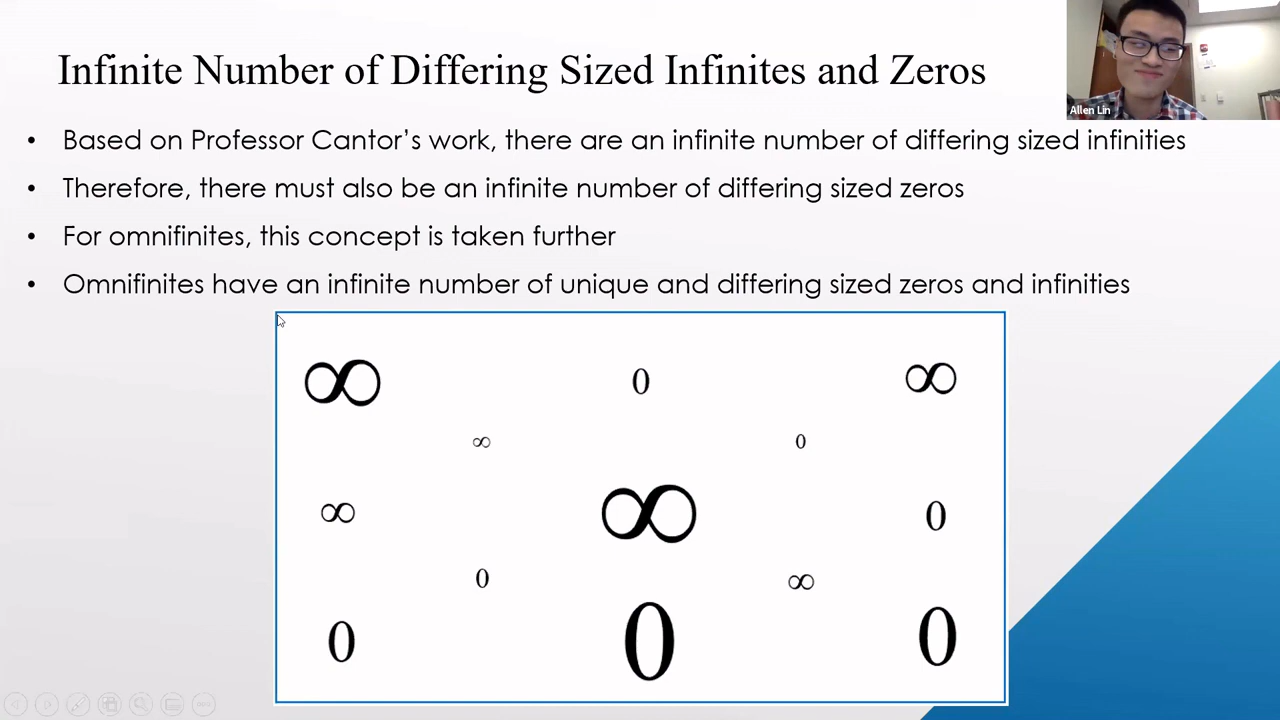 Infinite Number of Differing Sized Infinites and Zeros
Allen Lin
• Based on Professor Cantor's work, there are an infinite number of differing sized infinities
• Therefore, there must also be an infinite number of differing sized zeros
• For omnifinites, this concept is taken further
• Omnifinites have an infinite number of unique and differing sized zeros and infinities
∞ 0 ∞
∞ 0
∞ ∞ 0
0 ∞
0 0 0